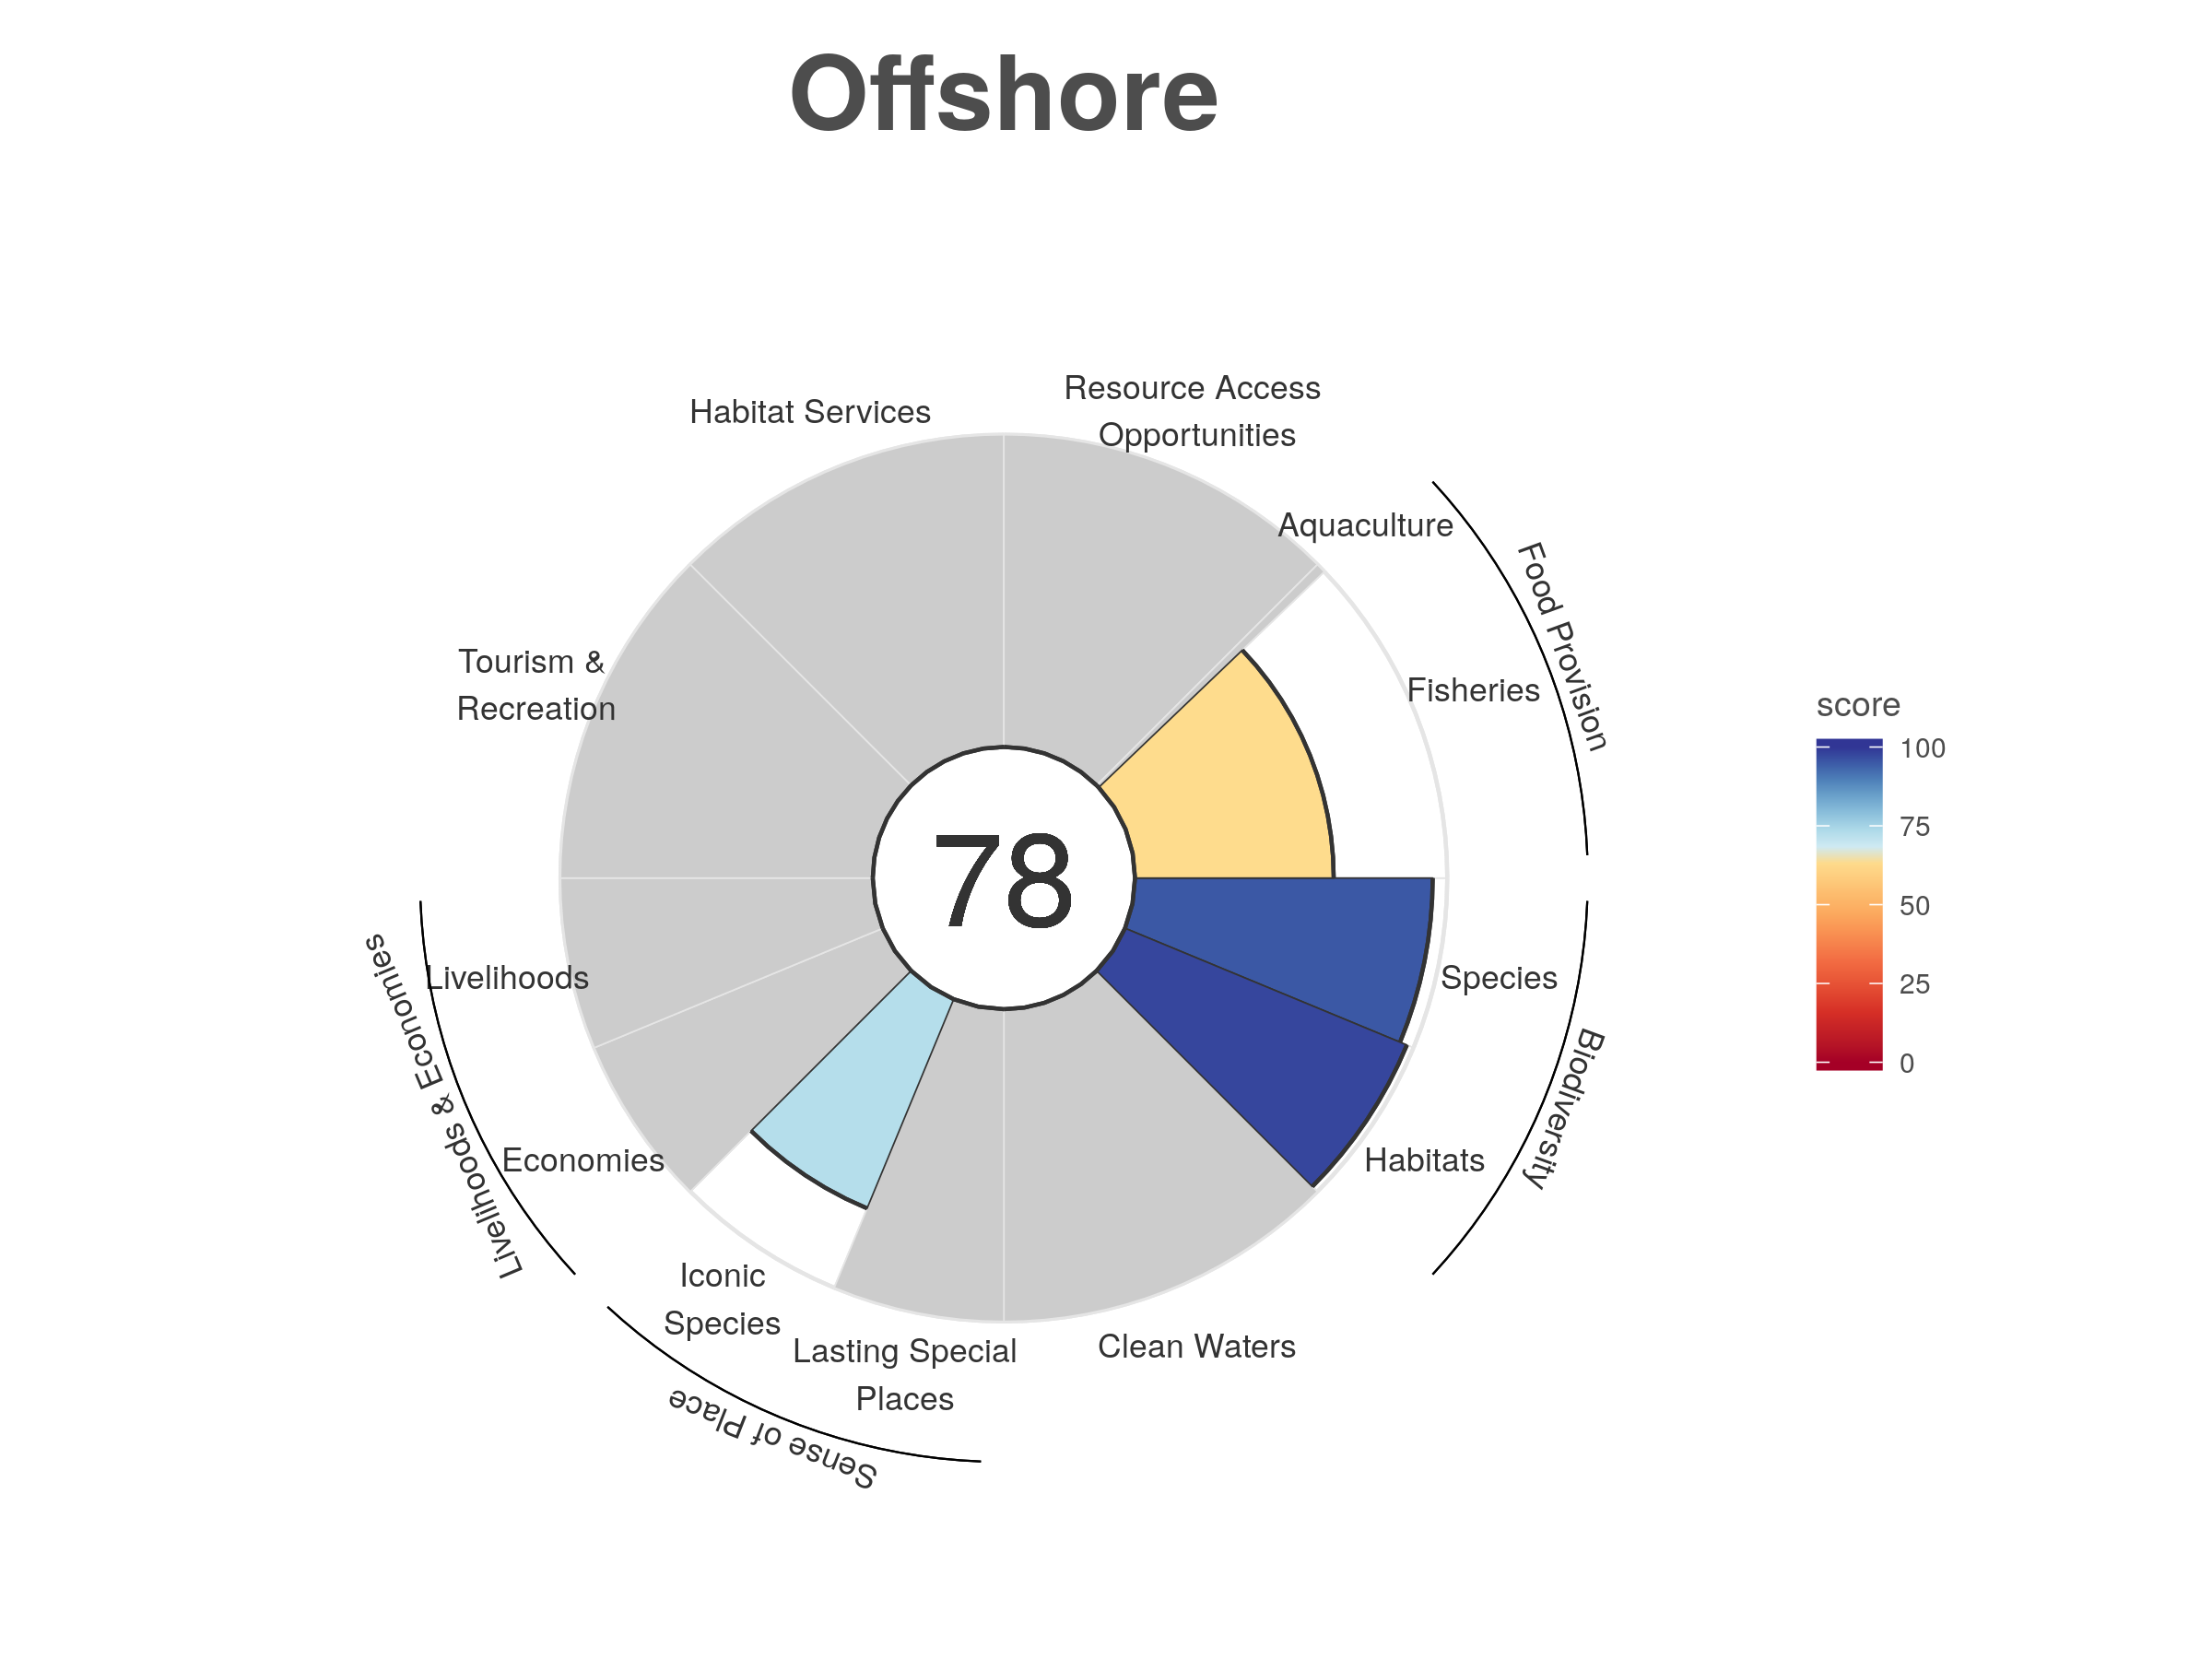 Offshore
Habitat Services
Resource Access
Opportunities
Aquaculture
Food Provision
Fisheries
Tourism &
Recreation
78
Livelihoods
Species
Livelihoods & Economies
Biodiversity
Economies
Habitats
Iconic
Species
Lasting Special
Places
Clean Waters
Sense of Place
score
100
75
50
25
0